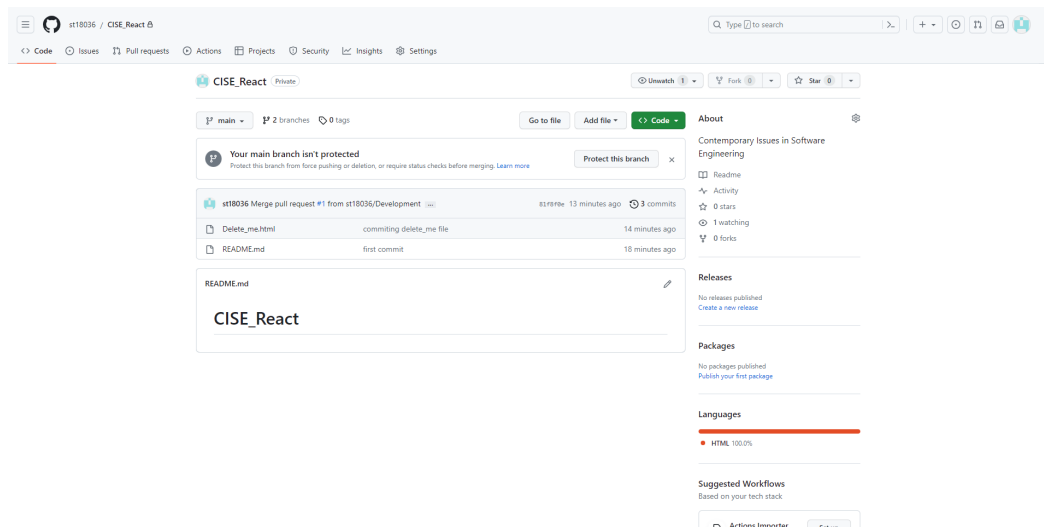 st18036 / CISE_React
Type / to search
Code Issues Pull requests Actions Projects Security Insights Settings
CISE_React Private
Unwatch 1 Fork 0 Star 0
main 2 branches 0 tags Go to file Add file Code
Your main branch isn't protected
Protect this branch from force pushing or deletion, or require status checks before merging. Learn more
Protect this branch
st18036 Merge pull request #1 from st18036/Development ... 81f8f0e 13 minutes ago 3 commits
Delete_me.html commiting delete_me file 14 minutes ago
README.md first commit 18 minutes ago
README.md
CISE_React
About
Contemporary Issues in Software
Engineering
Readme
Activity
0 stars
1 watching
0 forks
Releases
No releases published
Create a new release
Packages
No packages published
Publish your first package
Languages
HTML 100.0%
Suggested Workflows
Based on your tech stack
Actions Importer